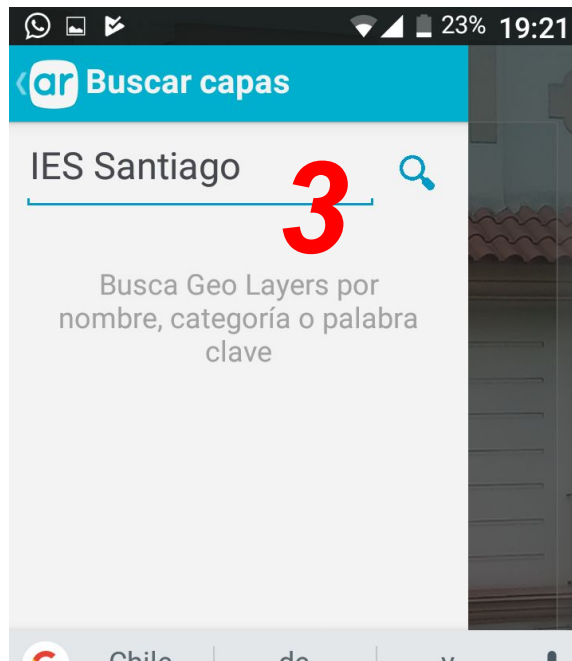 23% 19:21
ar Buscar capas
IES Santiago
3
Busca Geo Layers por
nombre, categoría o palabra
clave
Chile de y